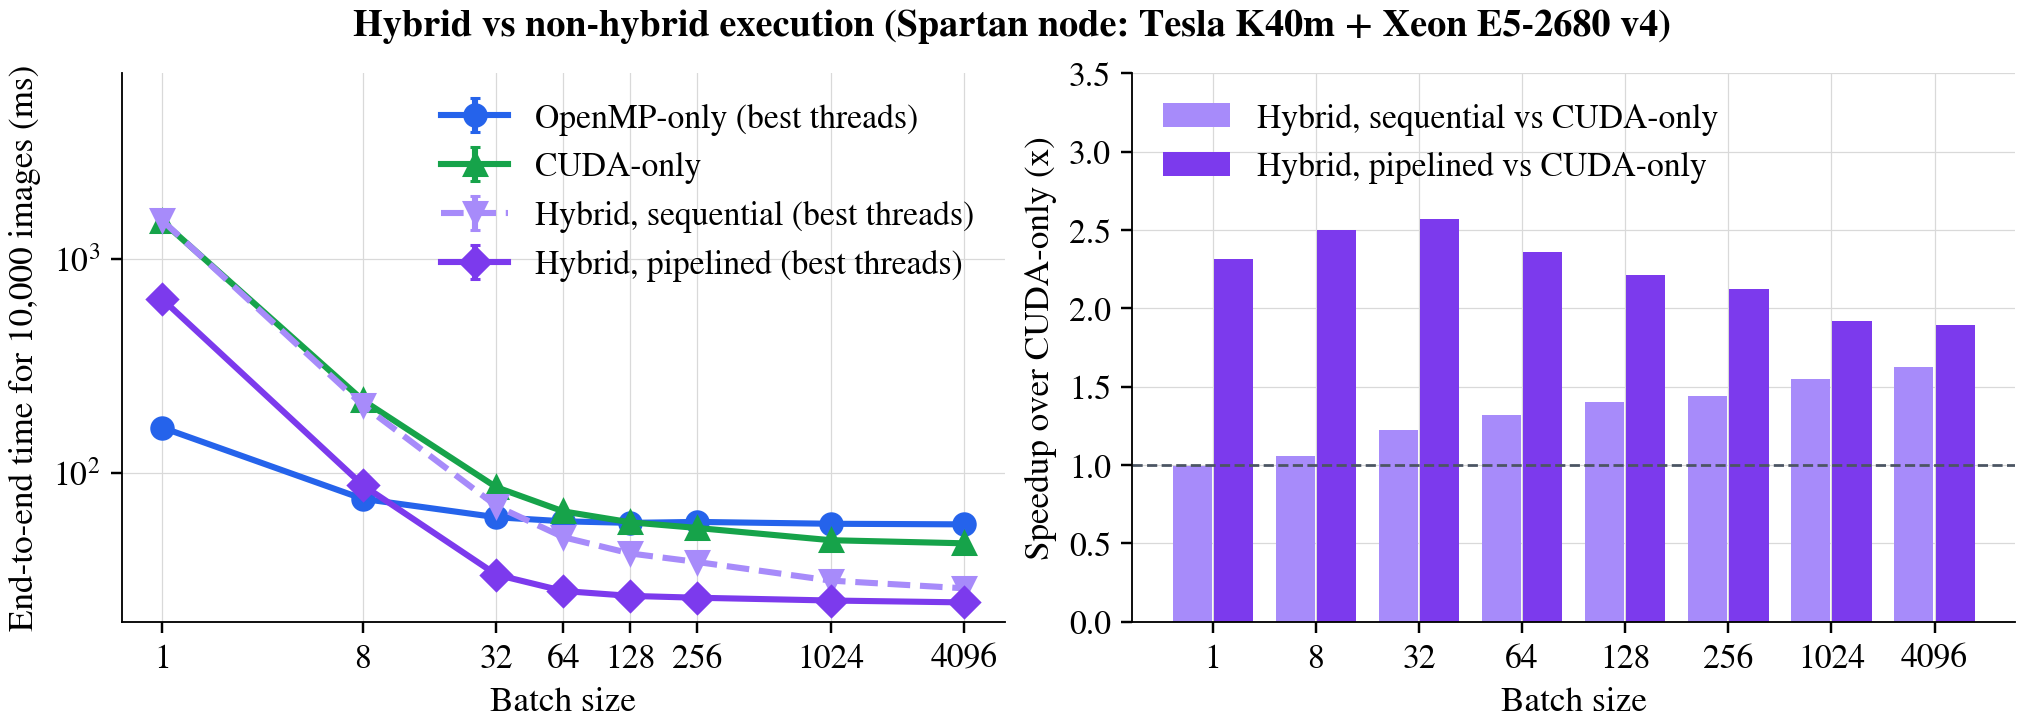 Hybrid vs non-hybrid execution (Spartan node: Tesla K40m + Xeon E5-2680 v4)
End-to-end time for 10,000 images (ms)
10³
10²
OpenMP-only (best threads)
CUDA-only
Hybrid, sequential (best threads)
Hybrid, pipelined (best threads)
1 8 32 64 128 256 1024 4096
Batch size
Speedup over CUDA-only (x)
3.5
3.0
2.5
2.0
1.5
1.0
0.5
0.0
Hybrid, sequential vs CUDA-only
Hybrid, pipelined vs CUDA-only
1 8 32 64 128 256 1024 4096
Batch size